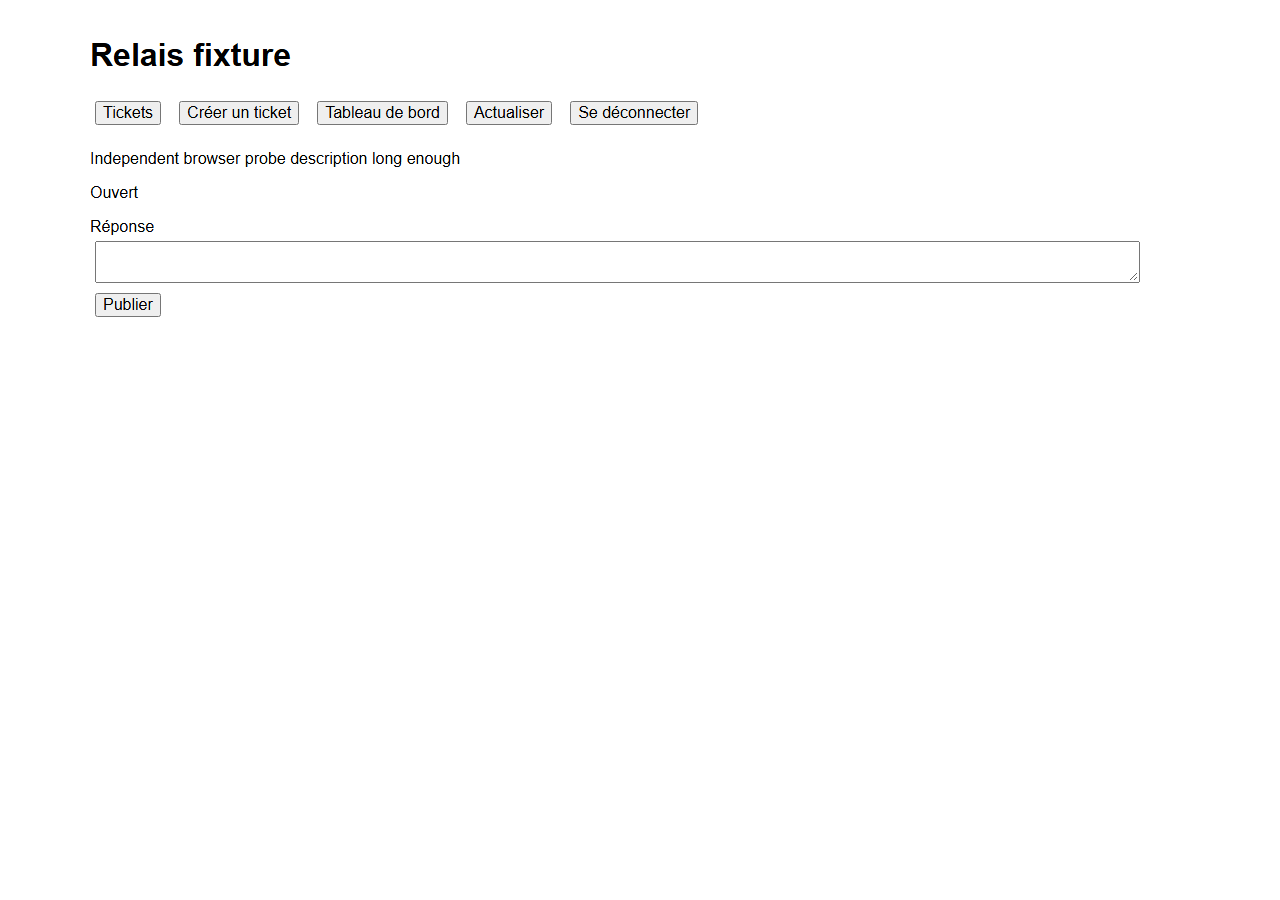 Relais fixture
Tickets Créer un ticket Tableau de bord Actualiser Se déconnecter
Independent browser probe description long enough
Ouvert
Réponse
Publier